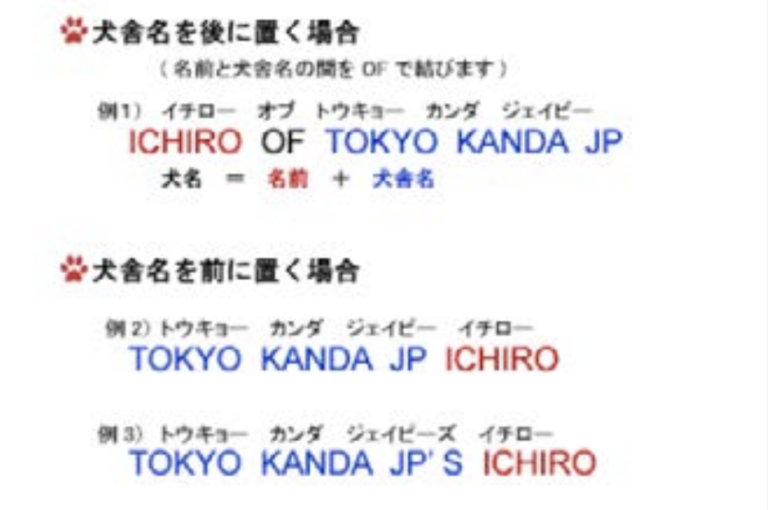 犬舎名を後に置く場合
（名前と犬舎名の間を OF で結びます）
例1） イチロー オブ トウキョー カンダ ジェイピー
ICHIRO OF TOKYO KANDA JP
犬名 ＝ 名前 ＋ 犬舎名
犬舎名を前に置く場合
例2）トウキョー カンダ ジェイピー イチロー
TOKYO KANDA JP ICHIRO
例3）トウキョー カンダ ジェイピーズ イチロー
TOKYO KANDA JP'S ICHIRO